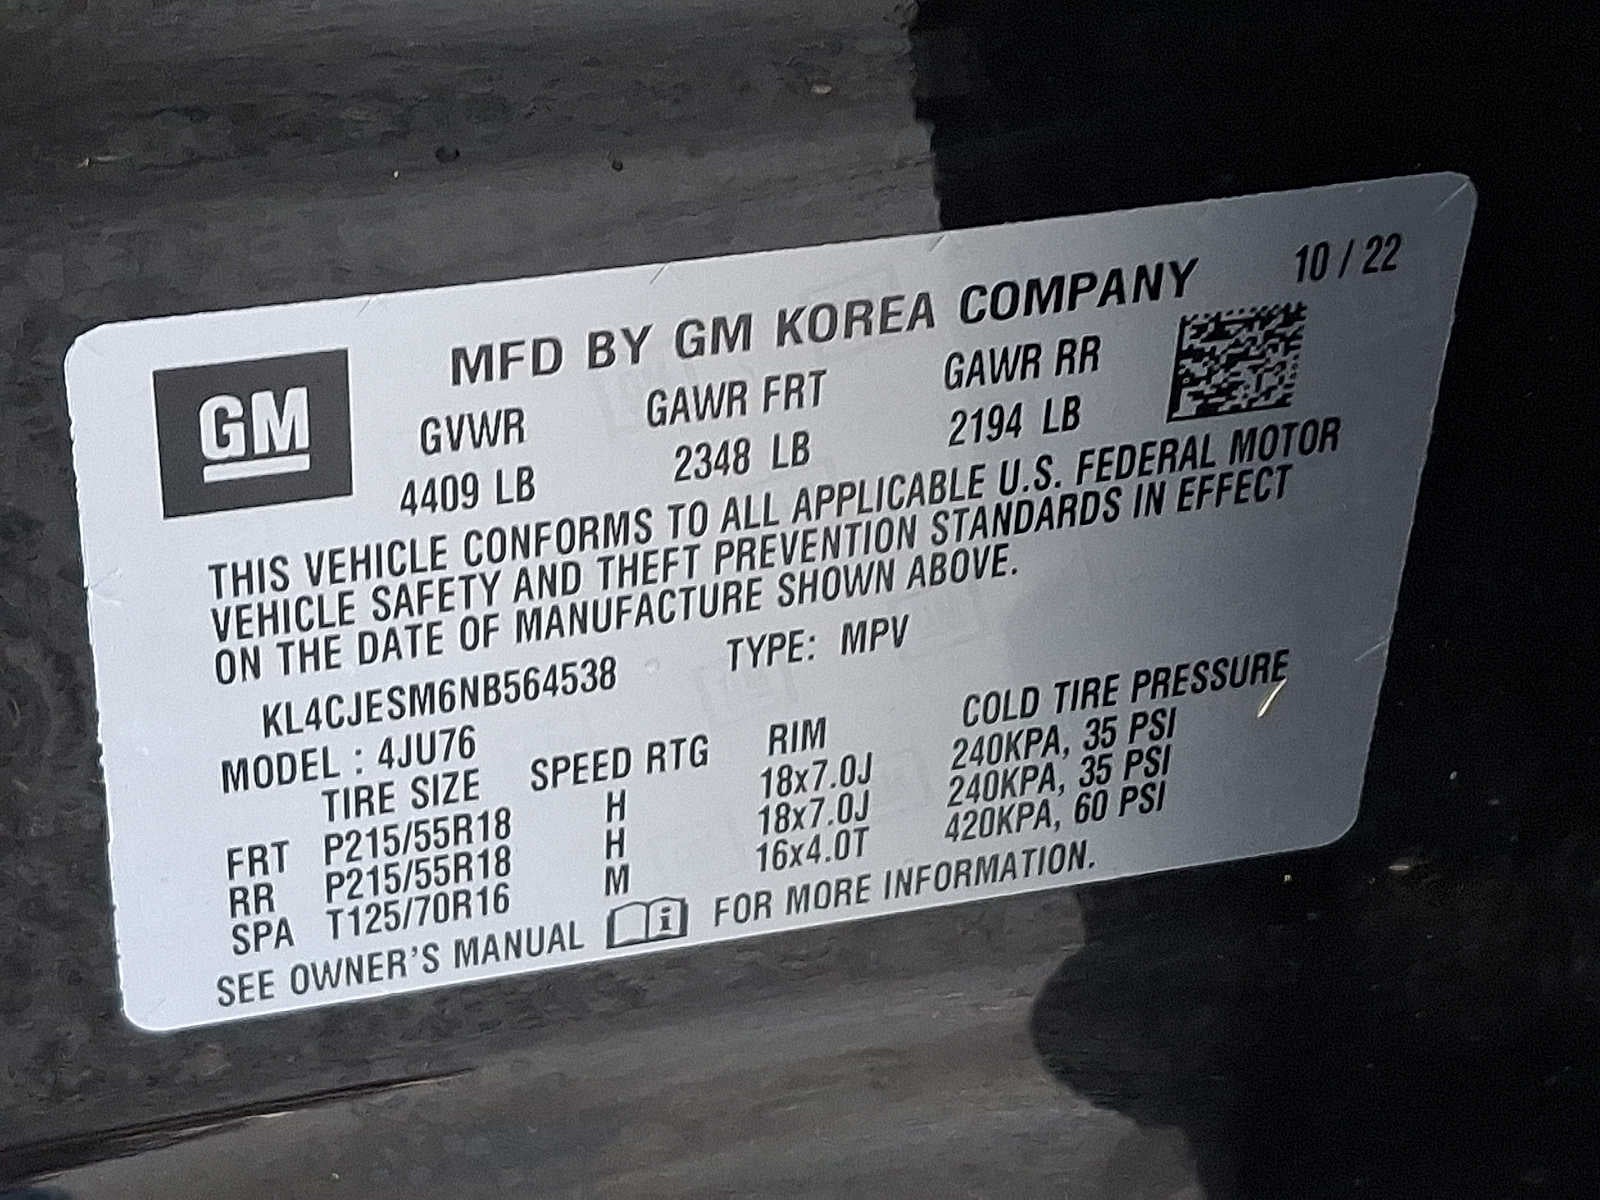 MFD BY GM KOREA COMPANY 10 / 22
GM
GVWR GAWR FRT GAWR RR
4409 LB 2348 LB 2194 LB
THIS VEHICLE CONFORMS TO ALL APPLICABLE U.S. FEDERAL MOTOR
VEHICLE SAFETY AND THEFT PREVENTION STANDARDS IN EFFECT
ON THE DATE OF MANUFACTURE SHOWN ABOVE.
KL4CJESM6NB564538 TYPE: MPV
MODEL : 4JU76
TIRE SIZE SPEED RTG RIM COLD TIRE PRESSURE
FRT P215/55R18 H 18x7.0J 240KPA, 35 PSI
RR P215/55R18 H 18x7.0J 240KPA, 35 PSI
SPA T125/70R16 M 16x4.0T 420KPA, 60 PSI
SEE OWNER'S MANUAL i FOR MORE INFORMATION.